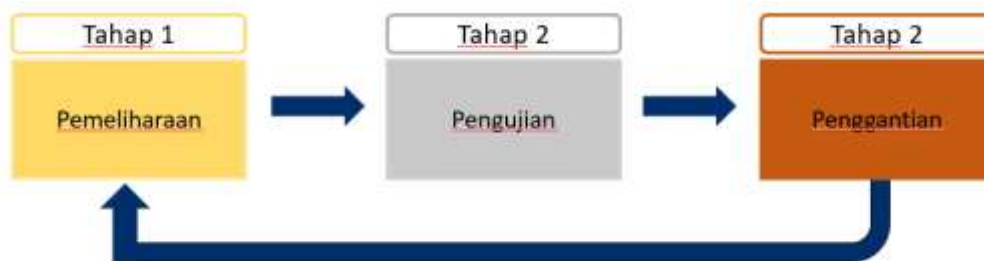 Tahap 1
Tahap 2
Tahap 2
Pemeliharaan
Pengujian
Penggantian